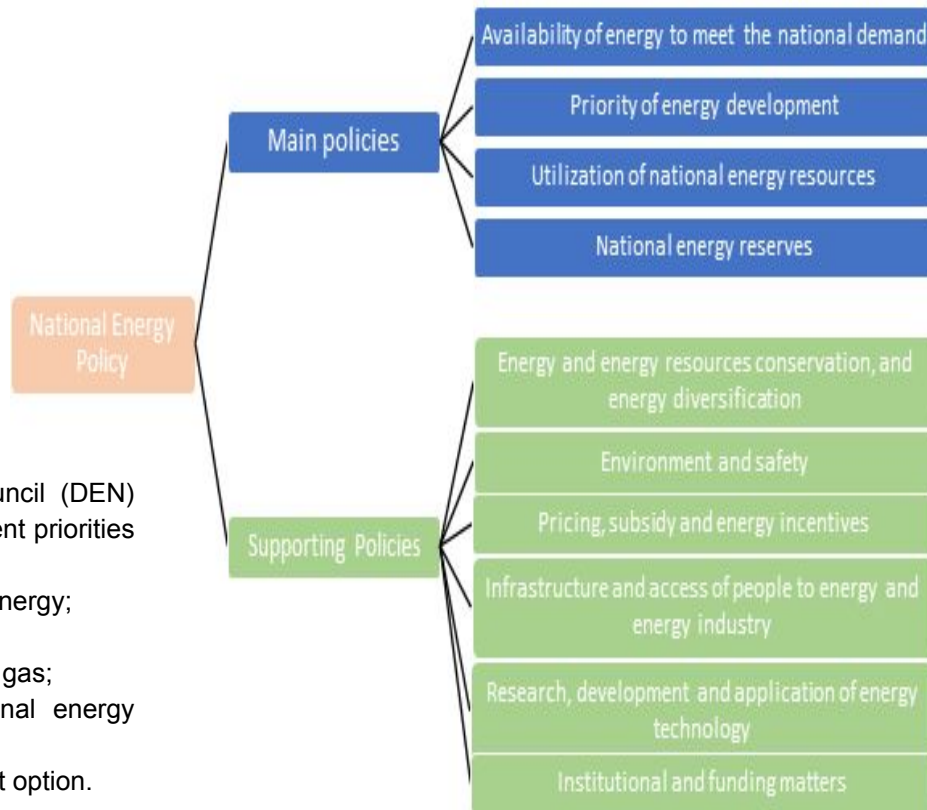 National Energy
Policy
Main policies
Availability of energy to meet the national demand
Priority of energy development
Utilization of national energy resources
National energy reserves
Supporting Policies
Energy and energy resources conservation, and
energy diversification
Environment and safety
Pricing, subsidy and energy incentives
Infrastructure and access of people to energy and
energy industry
Research, development and application of energy
technology
Institutional and funding matters
(DEN)
ent priorities
energy;
gas;
energy
option.